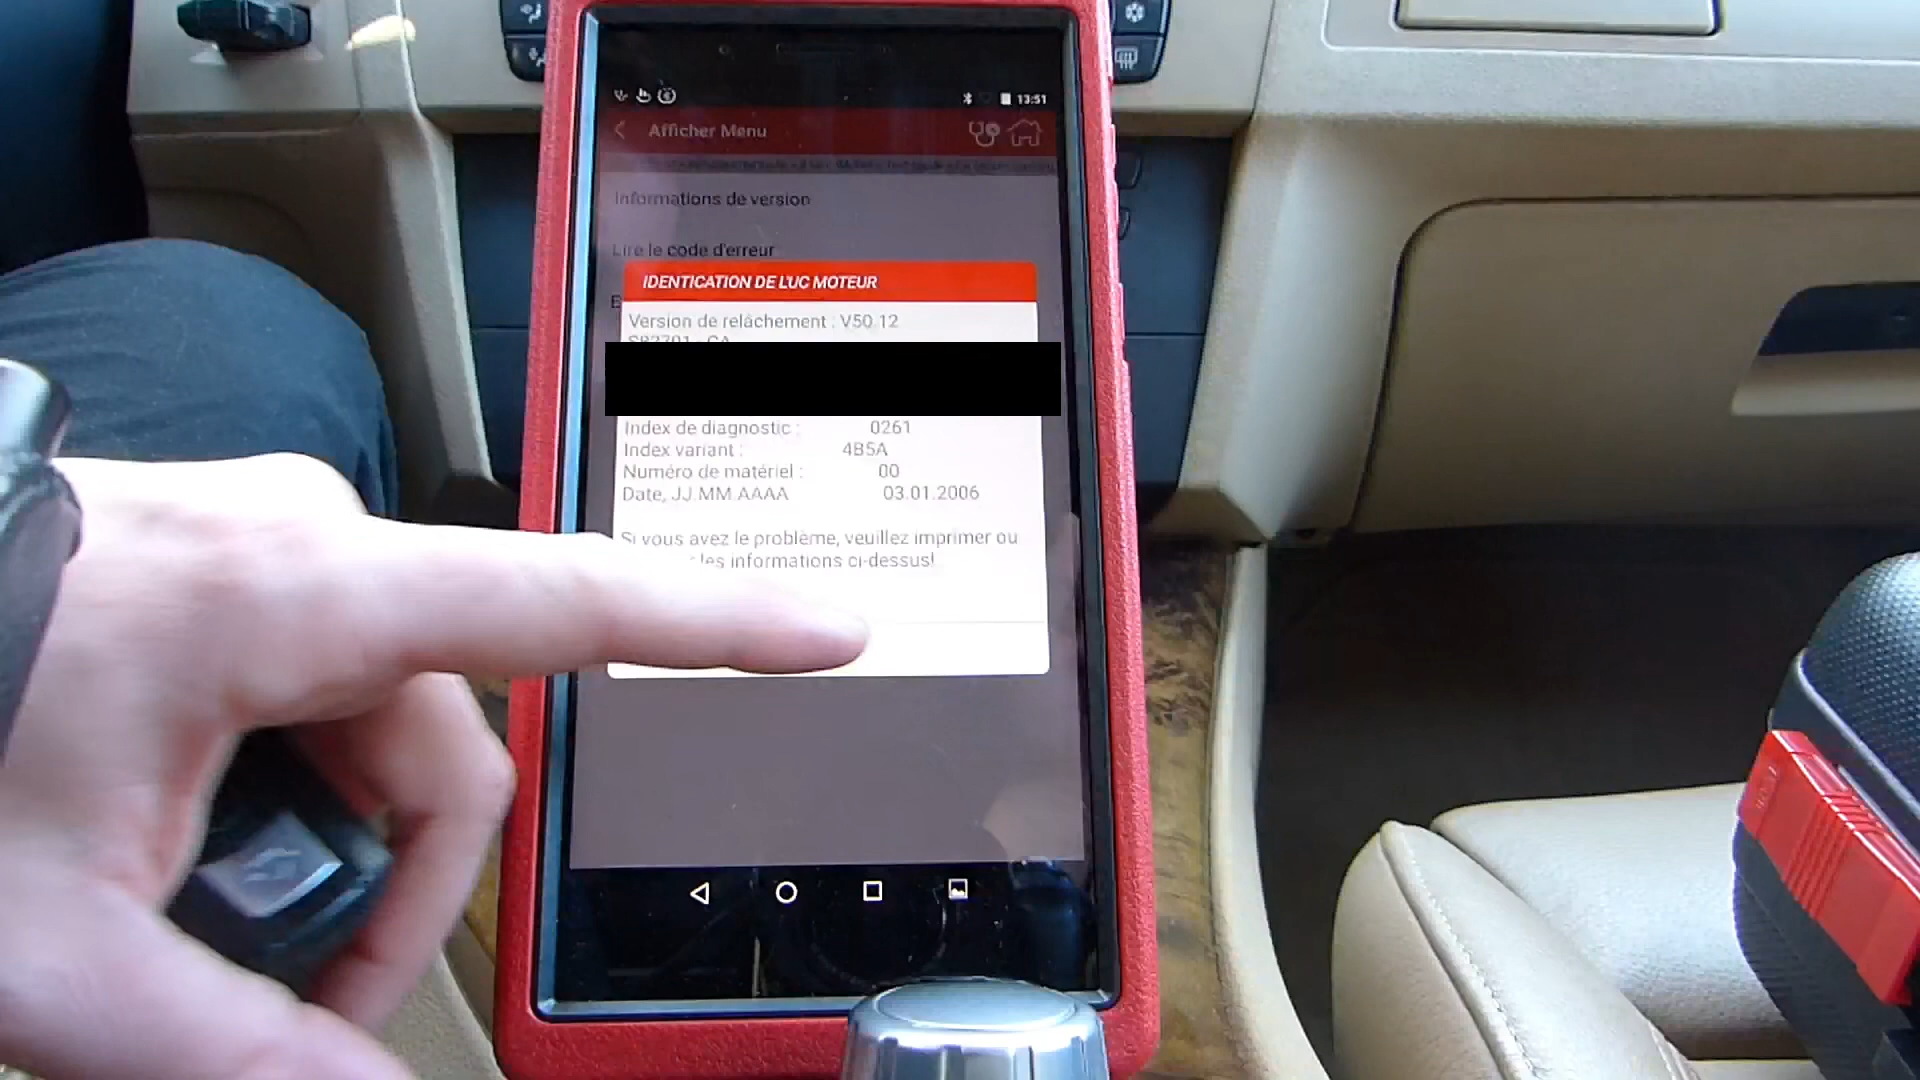 13:51
Afficher Menu
Informations de version
Lire le code d'erreur
IDENTICATION DE L'UC MOTEUR
Version de relâchement : V50.12
Index de diagnostic : 0261
Index variant : 4B5A
Numéro de matériel : 00
Date, JJ.MM.AAAA 03.01.2006
Si vous avez le problème, veuillez imprimer ou
les informations ci-dessus!